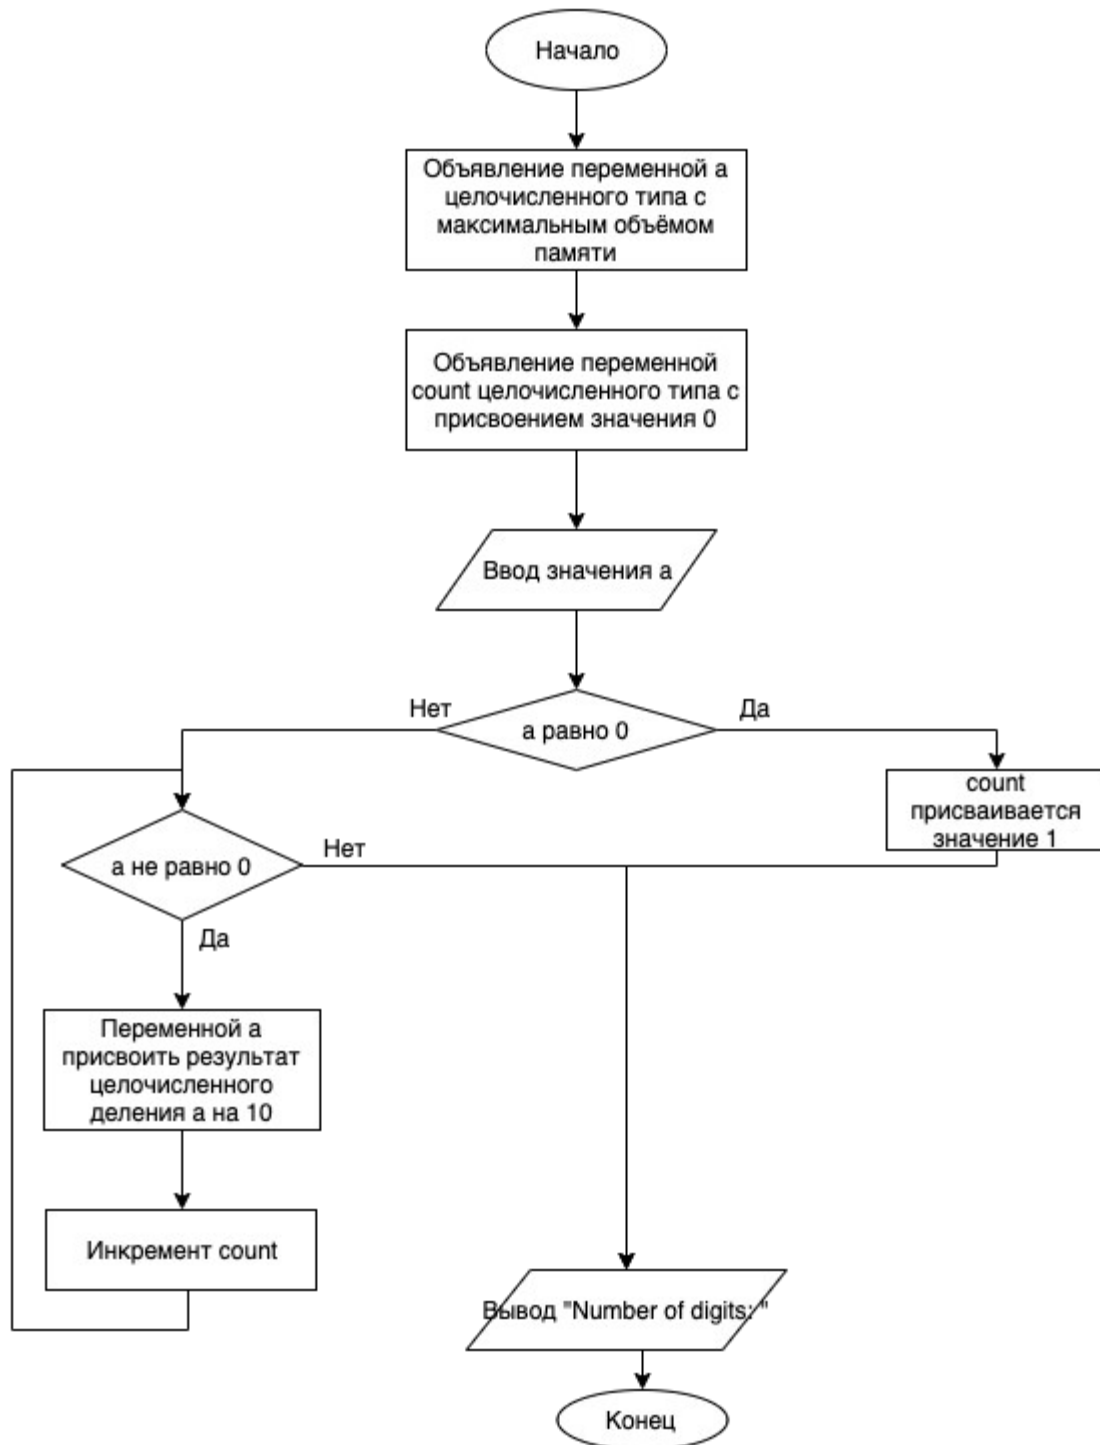 Начало
Объявление переменной а
целочисленного типа с
максимальным объёмом
памяти
Объявление переменной
count целочисленного типа с
присвоением значения 0
Ввод значения а
Нет
а равно 0
Да
count
присваивается
значение 1
а не равно 0
Нет
Да
Переменной а
присвоить результат
целочисленного
деления а на 10
Инкремент count
Вывод "Number of digits: "
Конец